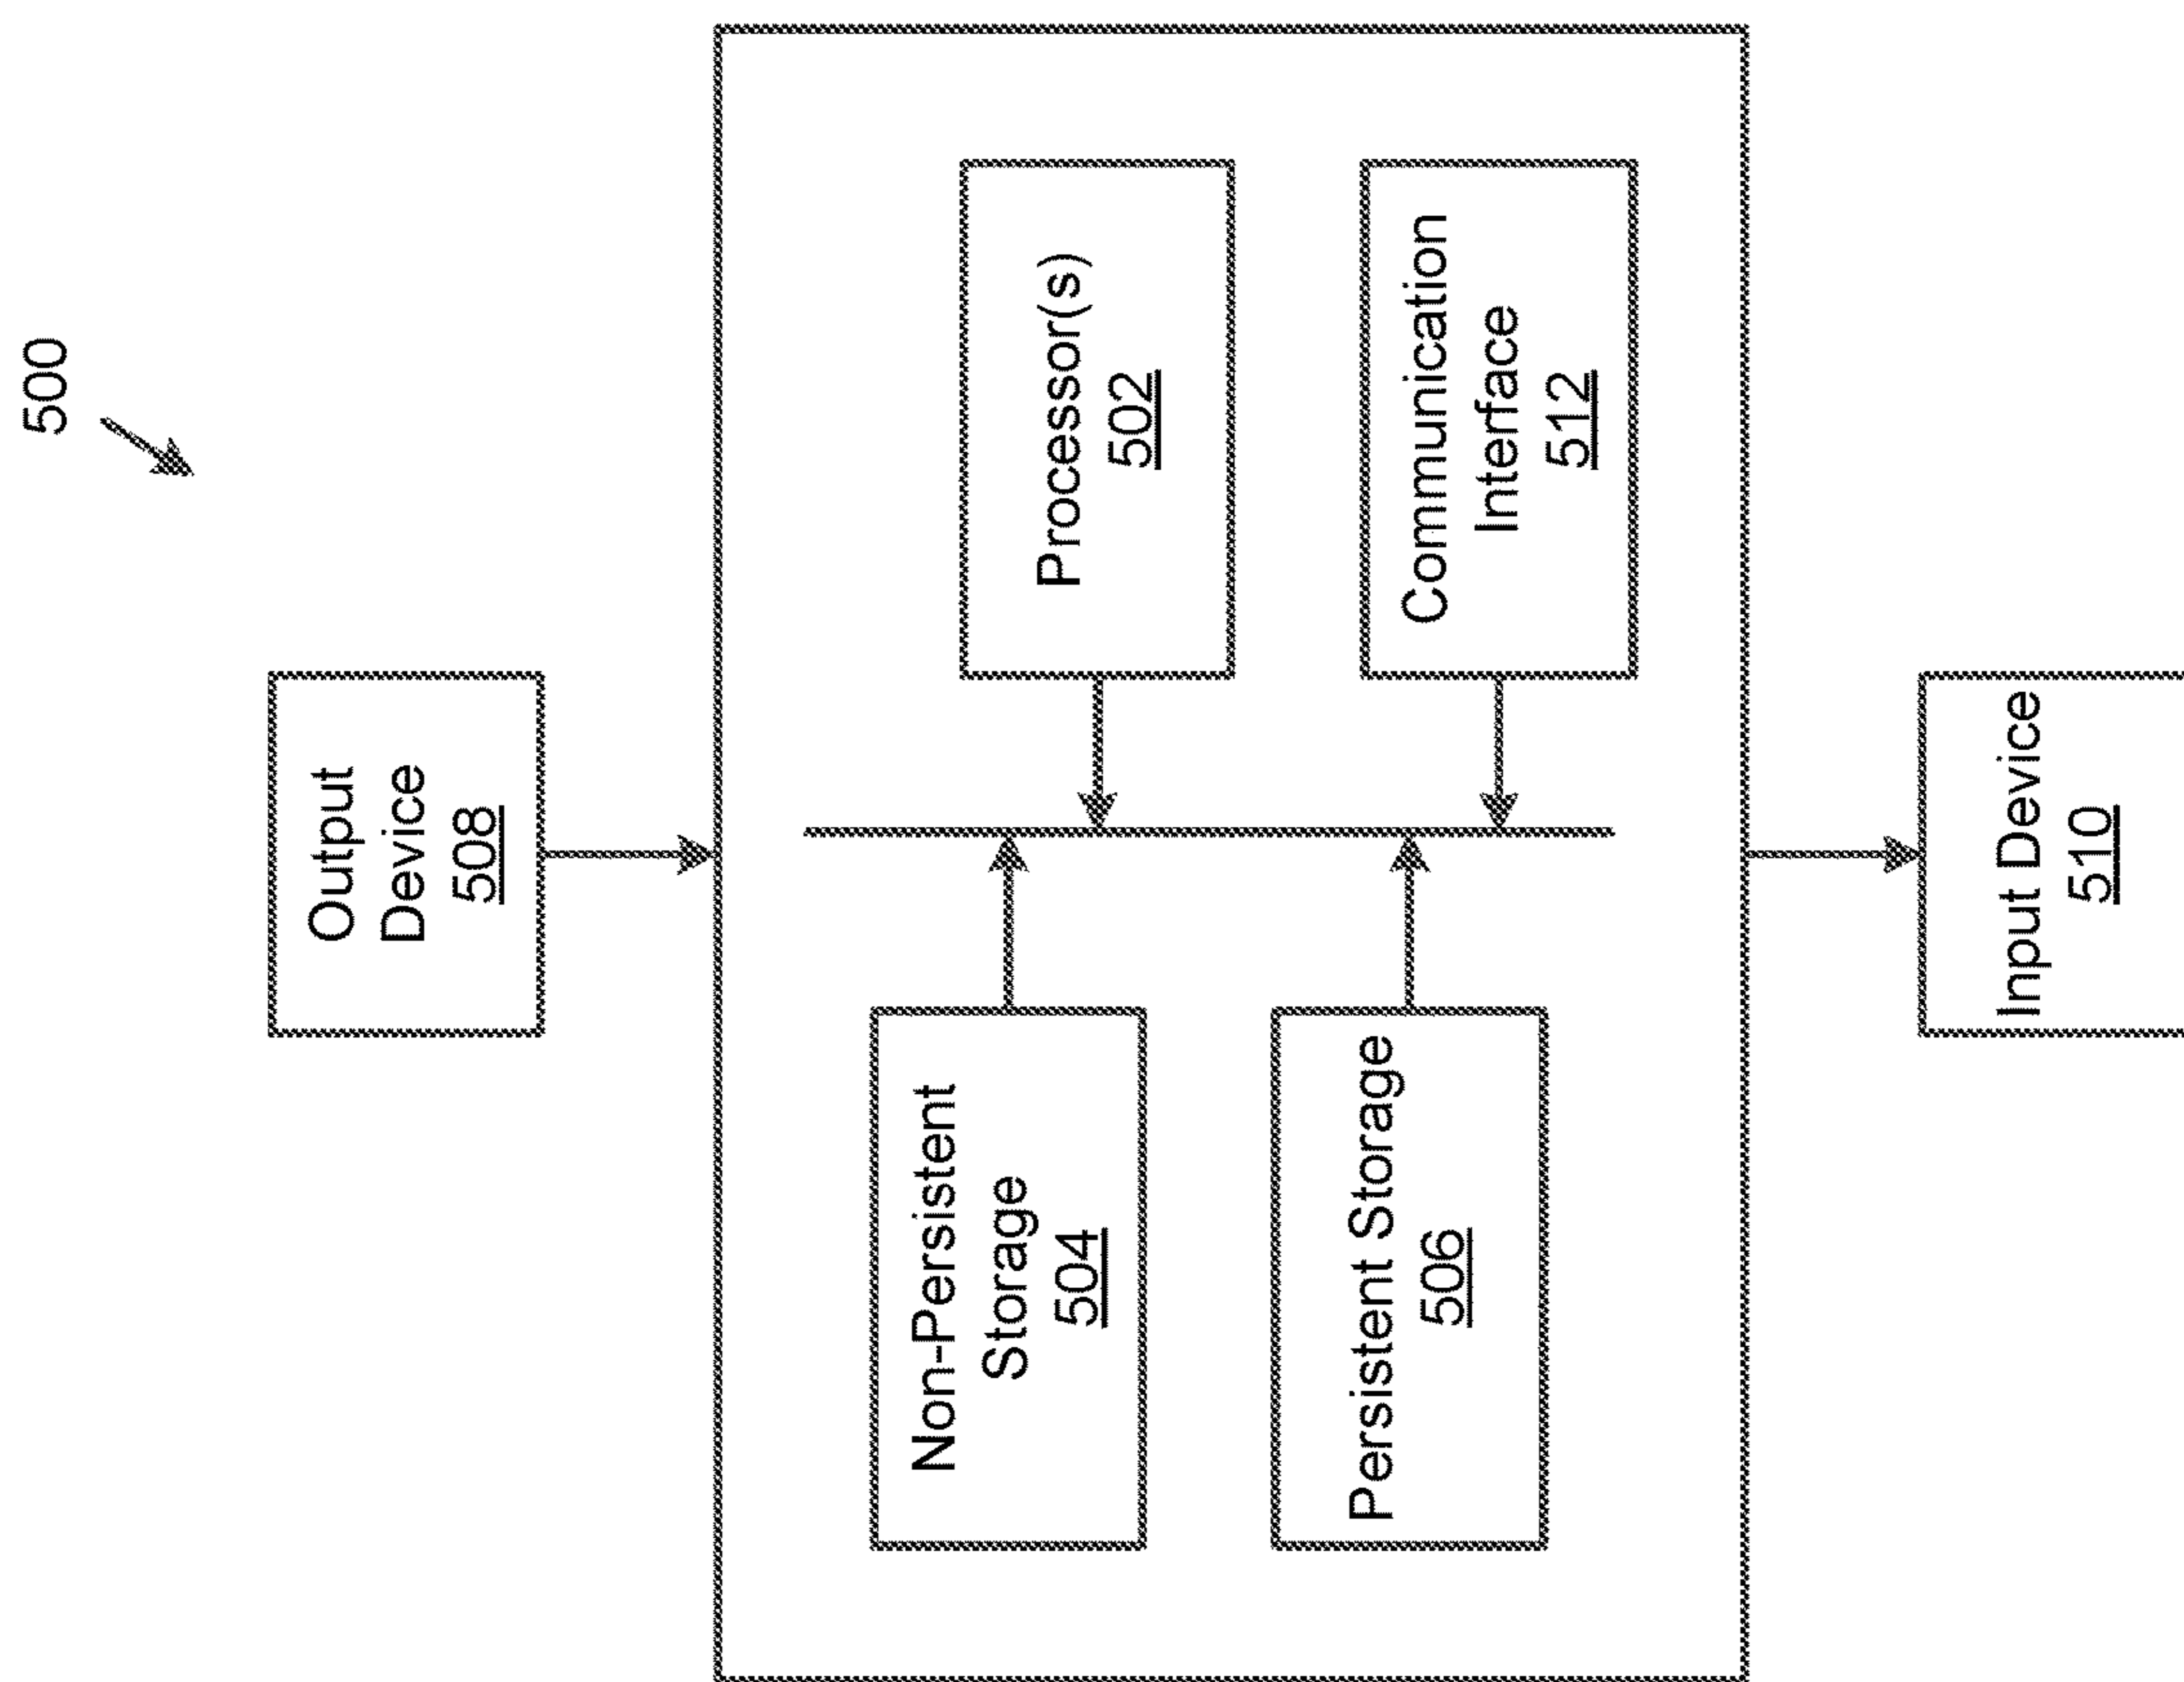 500
Output
Device
508
Processor(s)
502
Communication
Interface
512
Non-Persistent
Storage
504
Persistent Storage
506
Input Device
510